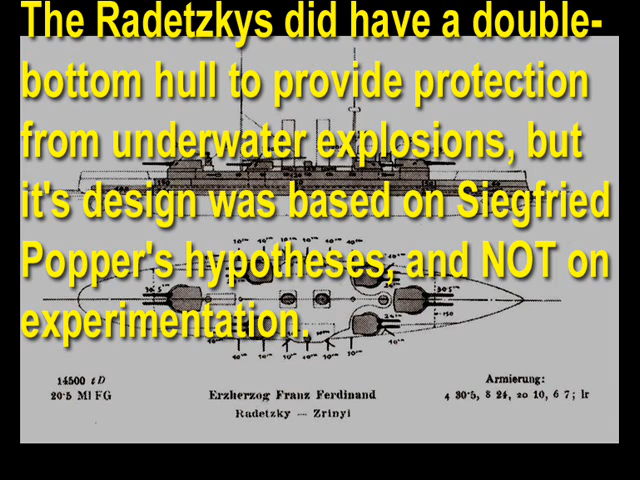 The Radetzkys did have a double-
bottom hull to provide protection
from underwater explosions, but
it's design was based on Siegfried
Popper's hypotheses, and NOT on
experimentation.
14500 tD
20·5 Ml FG
Erzherzog Franz Ferdinand
Radetzky — Zrinyi
Armierung:
4 30·5, 8 24, 20 10, 6 7; lr